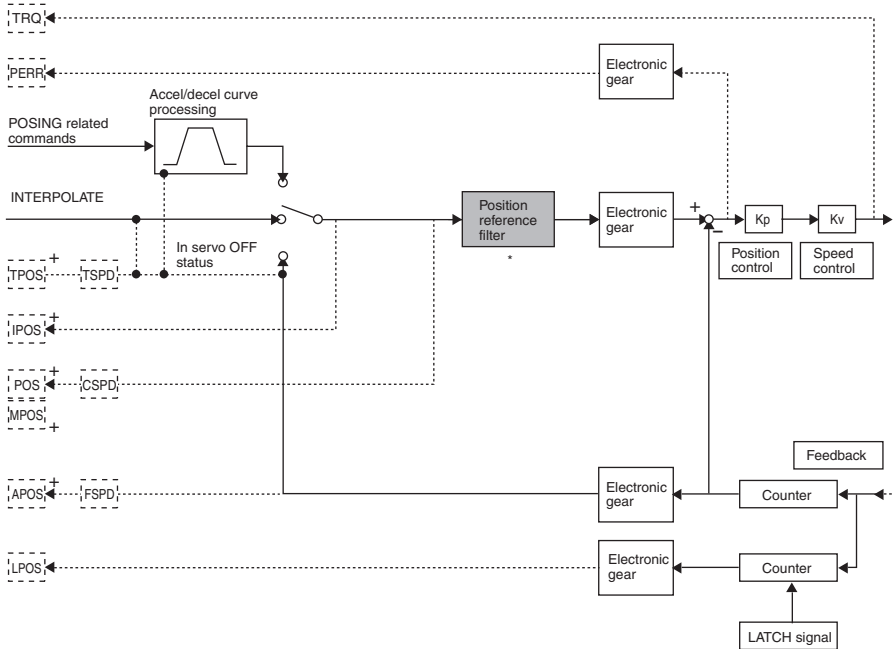 TRQ
PERR
Electronic
gear
Accel/decel curve
processing
POSING related
commands
INTERPOLATE
Position
reference
filter
*
Electronic
gear
+
−
Kp
Kv
Position
control
Speed
control
In servo OFF
status
TPOS
+
TSPD
IPOS
+
POS
+
CSPD
MPOS
+
Feedback
APOS
+
FSPD
Electronic
gear
Counter
LPOS
Electronic
gear
Counter
LATCH signal